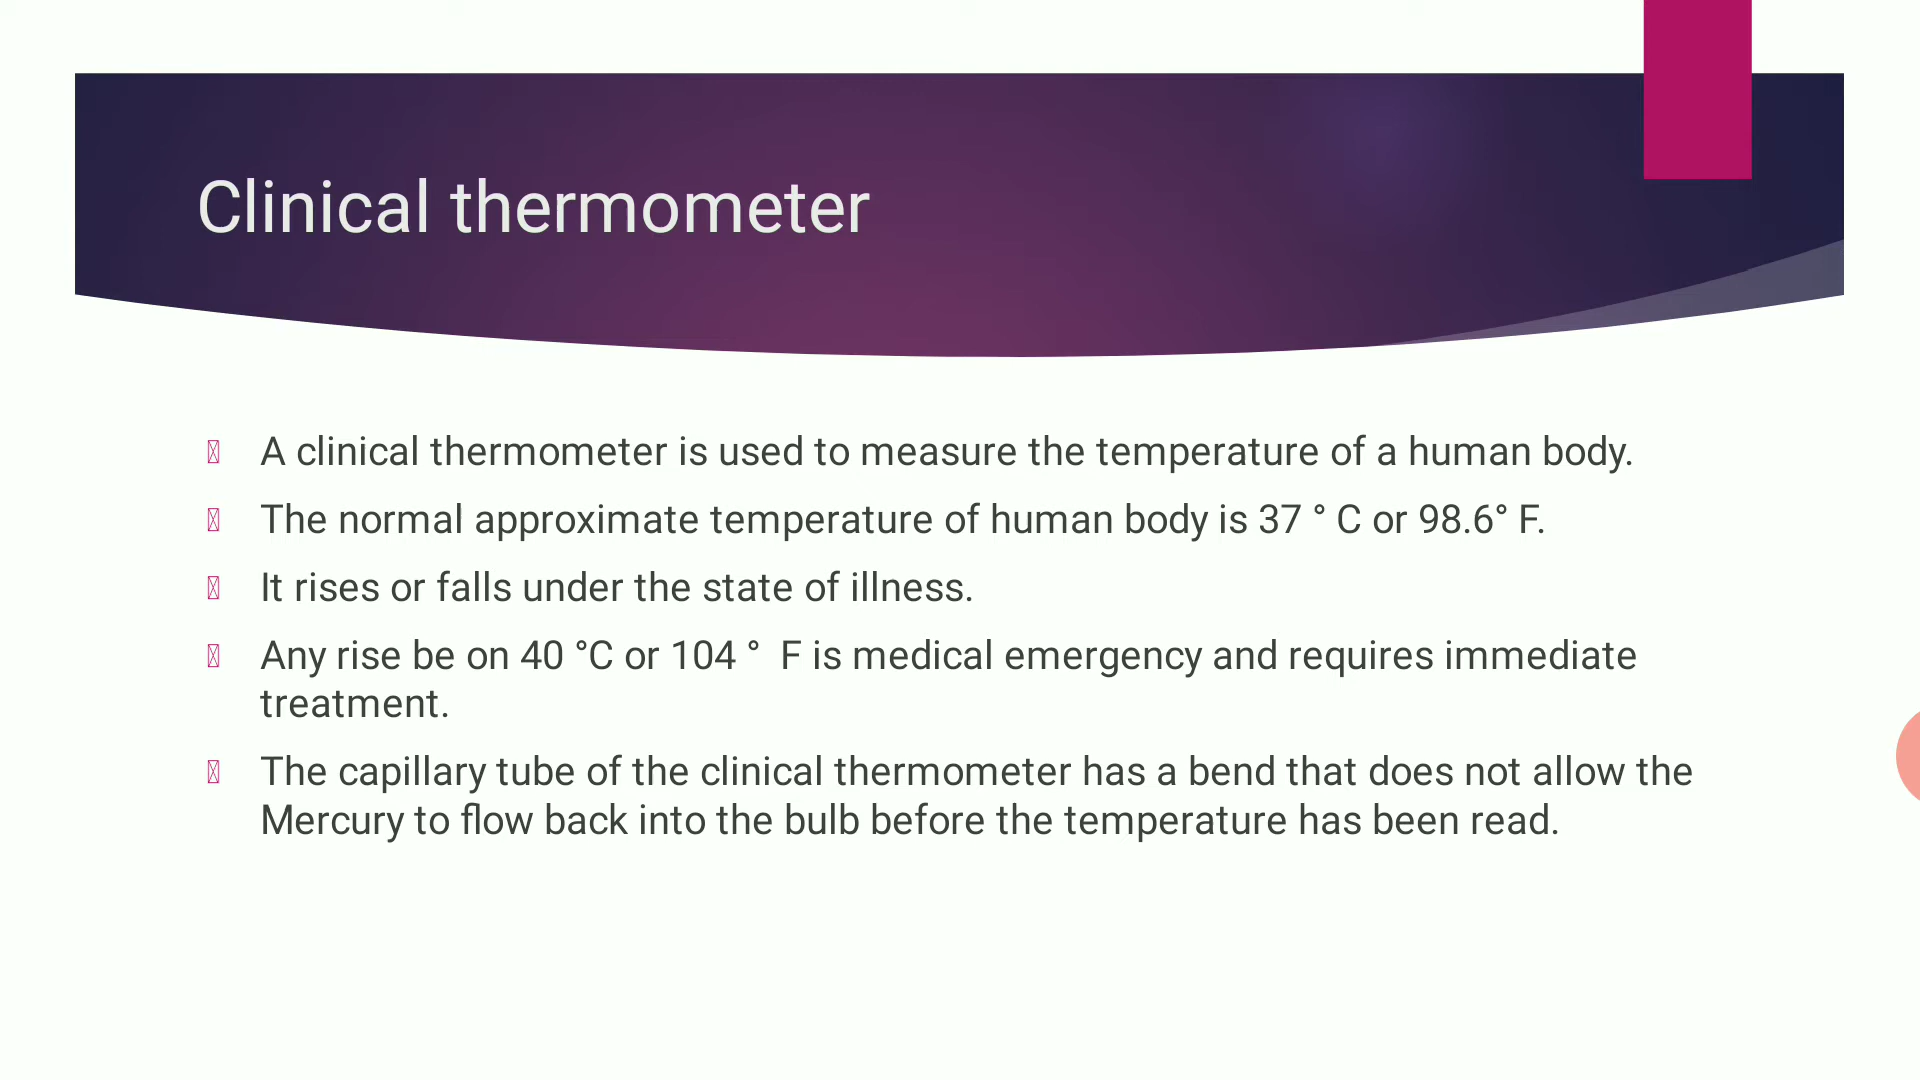 Clinical thermometer
A clinical thermometer is used to measure the temperature of a human body.
The normal approximate temperature of human body is 37 ° C or 98.6° F.
It rises or falls under the state of illness.
Any rise be on 40 °C or 104 °  F is medical emergency and requires immediate
treatment.
The capillary tube of the clinical thermometer has a bend that does not allow the
Mercury to flow back into the bulb before the temperature has been read.